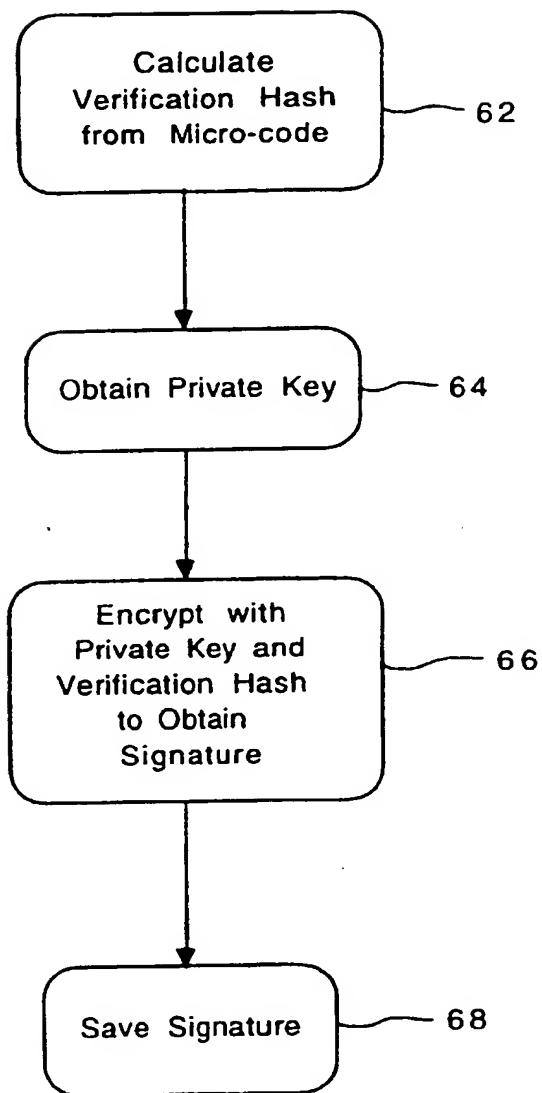 Calculate
Verification Hash
from Micro-code
62
Obtain Private Key
64
Encrypt with
Private Key and
Verification Hash
to Obtain
Signature
66
Save Signature
68